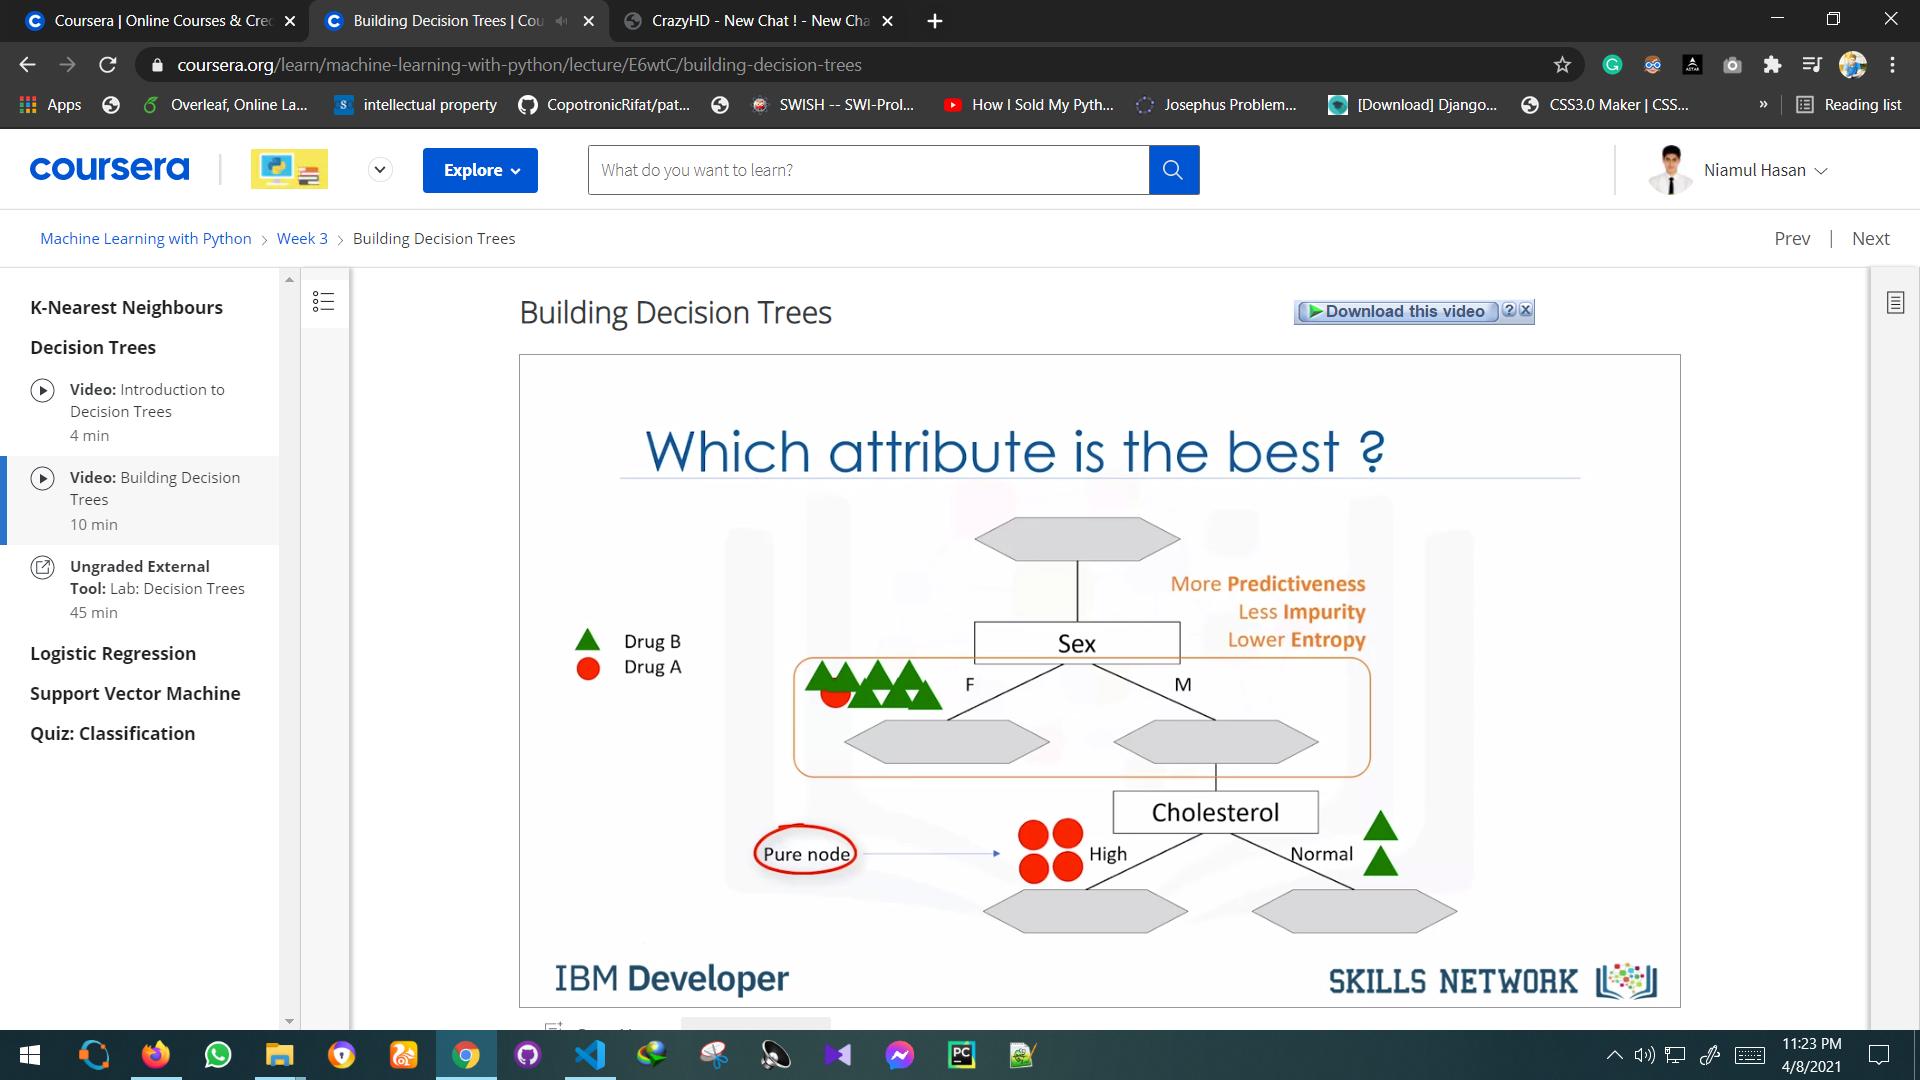 Coursera | Online Courses & Cre
Building Decision Trees | Cou
CrazyHD - New Chat ! - New Cha
coursera.org/learn/machine-learning-with-python/lecture/E6wtC/building-decision-trees
Apps
Overleaf, Online La...
intellectual property
CopotronicRifat/pat...
SWISH -- SWI-Prol...
How I Sold My Pyth...
Josephus Problem...
[Download] Django...
CSS3.0 Maker | CSS...
»
Reading list
coursera
Explore
What do you want to learn?
Niamul Hasan
Machine Learning with Python > Week 3 > Building Decision Trees
Prev | Next
K-Nearest Neighbours
Decision Trees
Video: Introduction to
Decision Trees
4 min
Video: Building Decision
Trees
10 min
Ungraded External
Tool: Lab: Decision Trees
45 min
Logistic Regression
Support Vector Machine
Quiz: Classification
Building Decision Trees
Download this video ? X
Which attribute is the best ?
More Predictiveness
Less Impurity
Lower Entropy
Drug B
Drug A
Sex
F
M
Cholesterol
Pure node
High
Normal
IBM Developer
SKILLS NETWORK
11:23 PM
4/8/2021